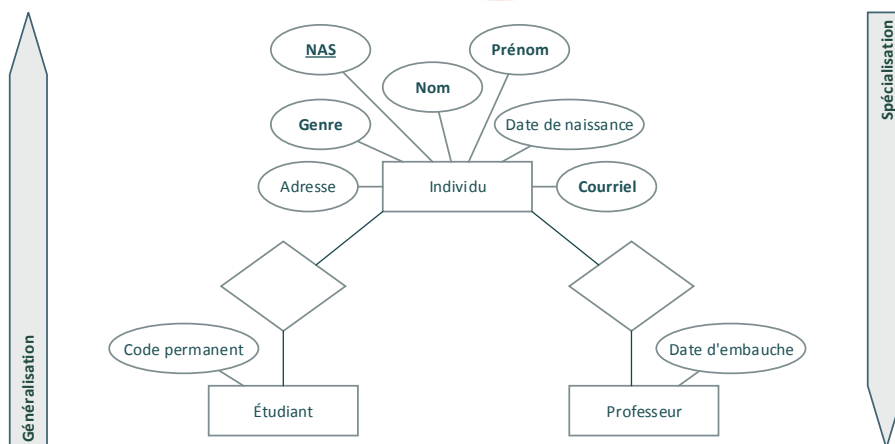 NAS
Prénom
Nom
Genre
Date de naissance
Adresse
Individu
Courriel
Code permanent
Date d'embauche
Étudiant
Professeur
Généralisation
Spécialisation